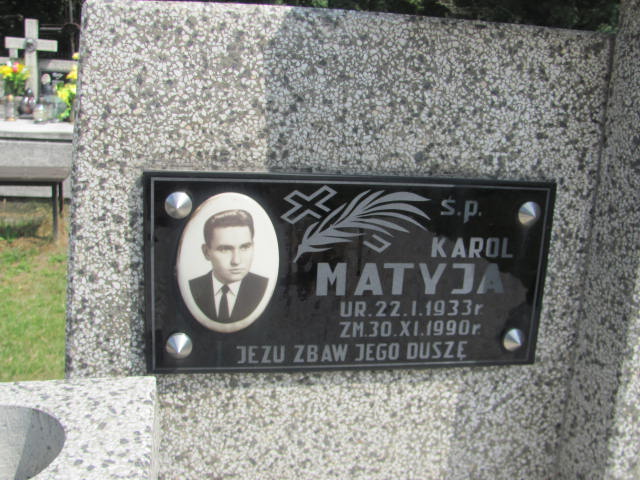 Ś.p.
KAROL
MATYJA
UR.22.I.1933r
ZM.30.XI.1990r.
JEZU ZBAW JEGO DUSZĘ